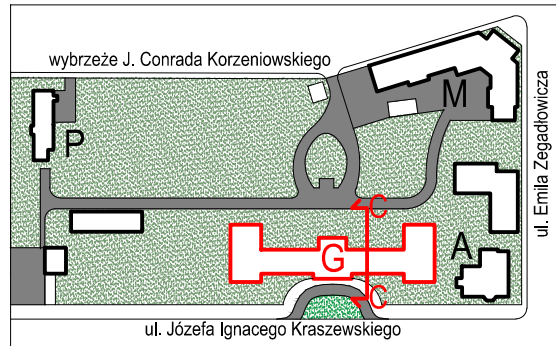 wybrzeże J. Conrada Korzeniowskiego
M
P
ul. Emila Zegadłowicza
C
A
G
C
ul. Józefa Ignacego Kraszewskiego